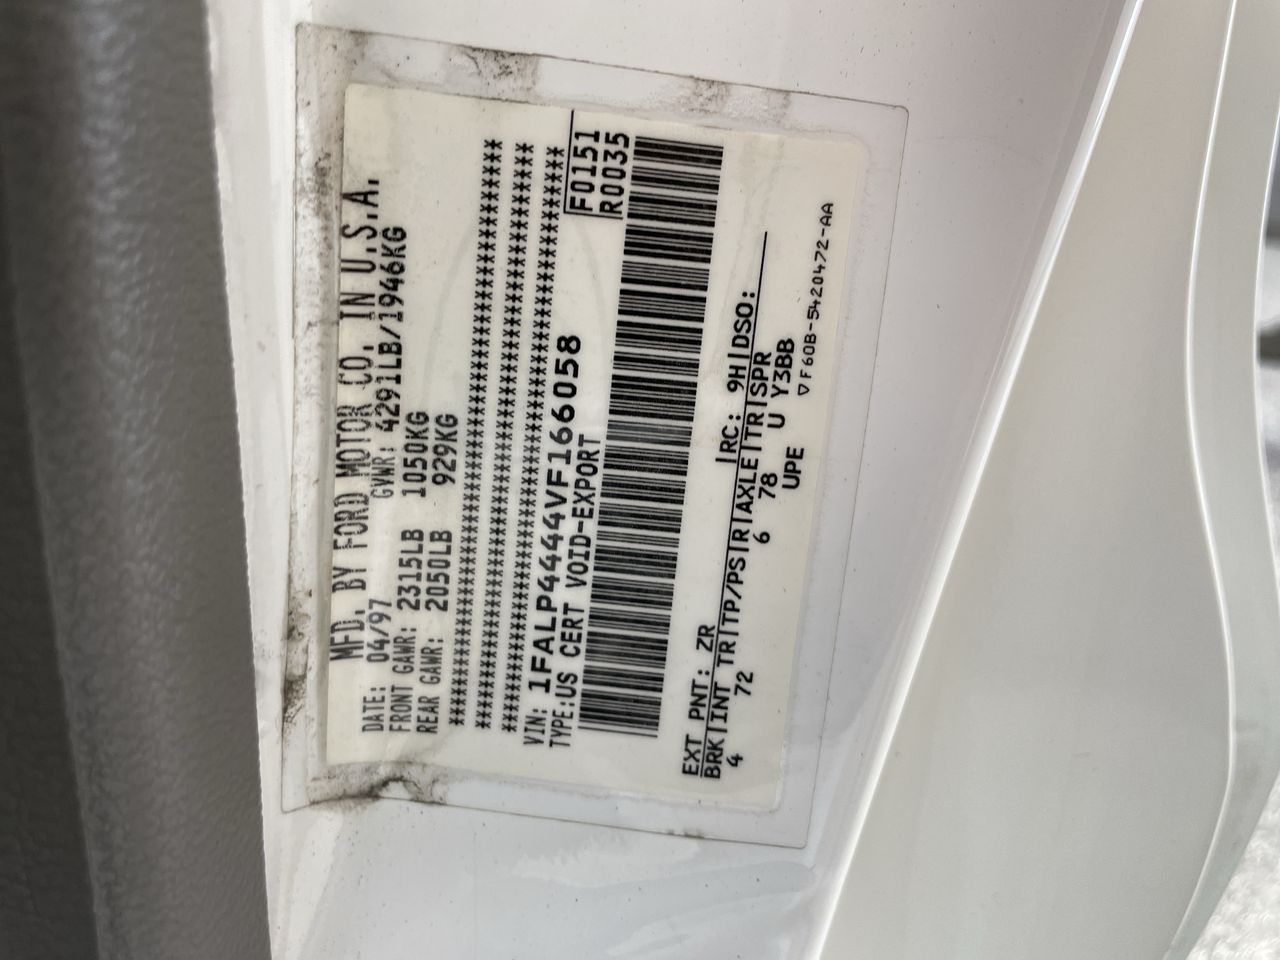 MFD. BY FORD MOTOR CO. IN U.S.A.
DATE: 04/97 GVWR: 4291LB/1946KG
FRONT GAWR: 2315LB 1050KG
REAR GAWR: 2050LB 929KG
VIN: 1FALP4444VF166058
TYPE:US CERT VOID-EXPORT
F0151
R0035
EXT PNT: ZR RC: 9H DSO:
BRK INT TR TP/PS R AXLE TR SPR
4 72 6 78 U Y3BB
UPE
▽F60B-5420472-AA